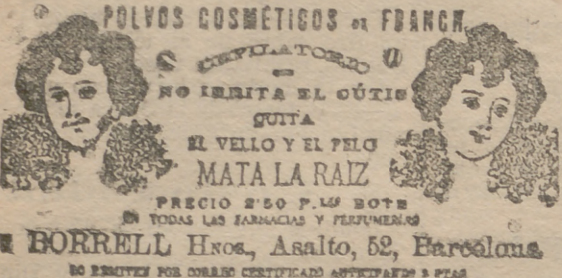 POLVOS COSMÉTICOS DE FRANCH
DEPILATORIO
NO IRRITA EL CÚTIS
QUITA
EL VELLO Y EL PELO
MATA LA RAIZ
PRECIO 2'50 P.tas BOTE
EN TODAS LAS FARMACIAS Y PERFUMERÍAS
BORRELL Hnos, Asalto, 52, Barcelona
SE REMITEN POR CORREO CERTIFICADO ANTICIPANDO PTAS